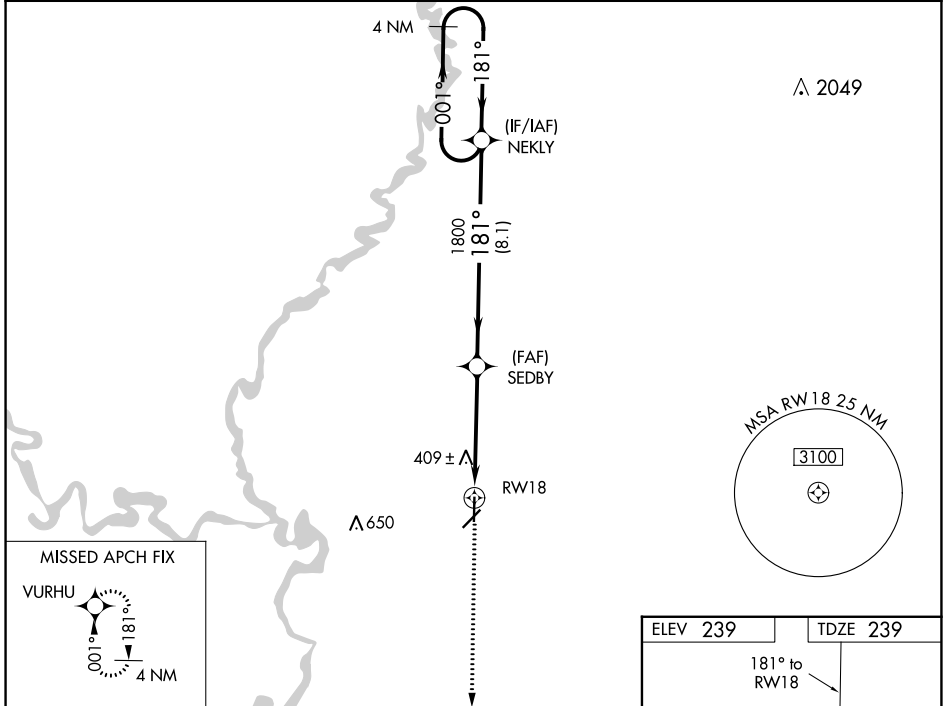 4 NM
001°
181°
(IF/IAF)
NEKLY
2049
1800
181°
(8.1)
(FAF)
SEDBY
409 ±
RW18
650
MSA RW18 25 NM
3100
MISSED APCH FIX
VURHU
001°
181°
4 NM
ELEV 239
TDZE 239
181° to
RW18